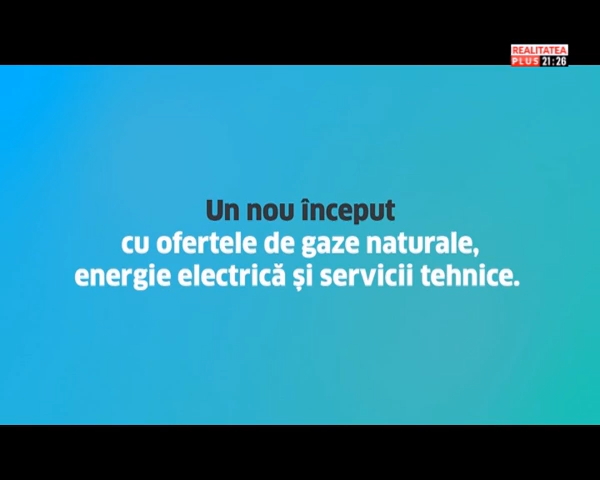 REALITATEA
PLUS 21:26
Un nou început
cu ofertele de gaze naturale,
energie electrică și servicii tehnice.